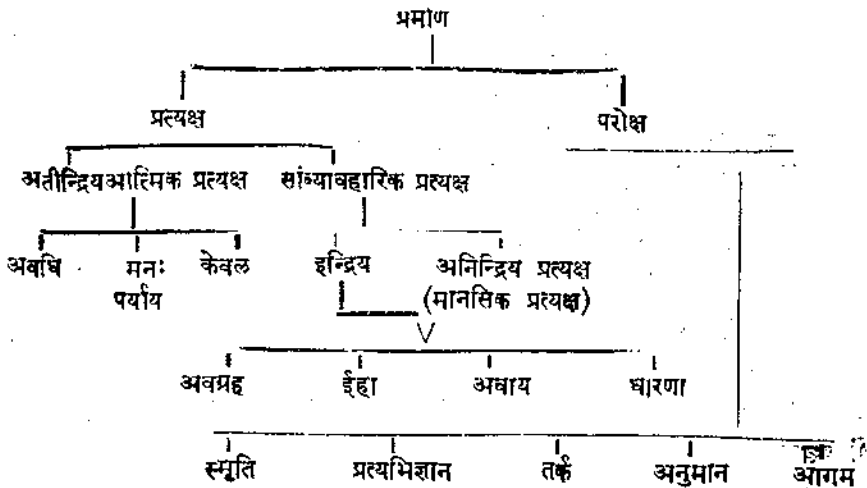 प्रमाण
प्रत्यक्ष परोक्ष
अतीन्द्रियआत्मिक प्रत्यक्ष सांव्यावहारिक प्रत्यक्ष
अवधि मनः केवल इन्द्रिय अनिन्द्रिय प्रत्यक्ष
पर्याय (मानसिक प्रत्यक्ष)
अवग्रह ईहा अवाय धारणा
स्मृति प्रत्यभिज्ञान तर्क अनुमान आगम